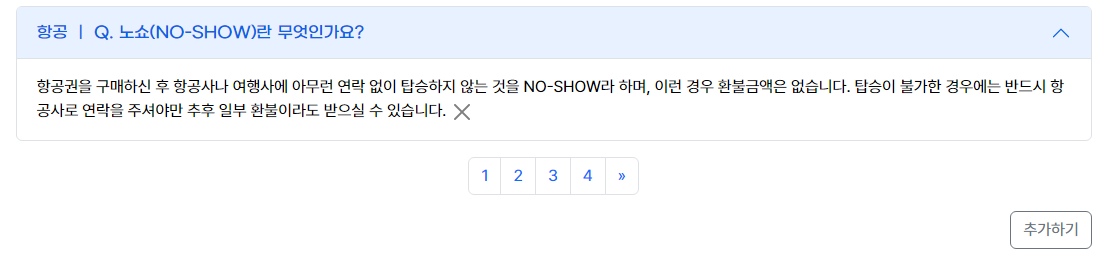 항공 | Q. 노쇼(NO-SHOW)란 무엇인가요?
항공권을 구매하신 후 항공사나 여행사에 아무런 연락 없이 탑승하지 않는 것을 NO-SHOW라 하며, 이런 경우 환불금액은 없습니다. 탑승이 불가한 경우에는 반드시 항
공사로 연락을 주셔야만 추후 일부 환불이라도 받으실 수 있습니다.
1 2 3 4 »
추가하기